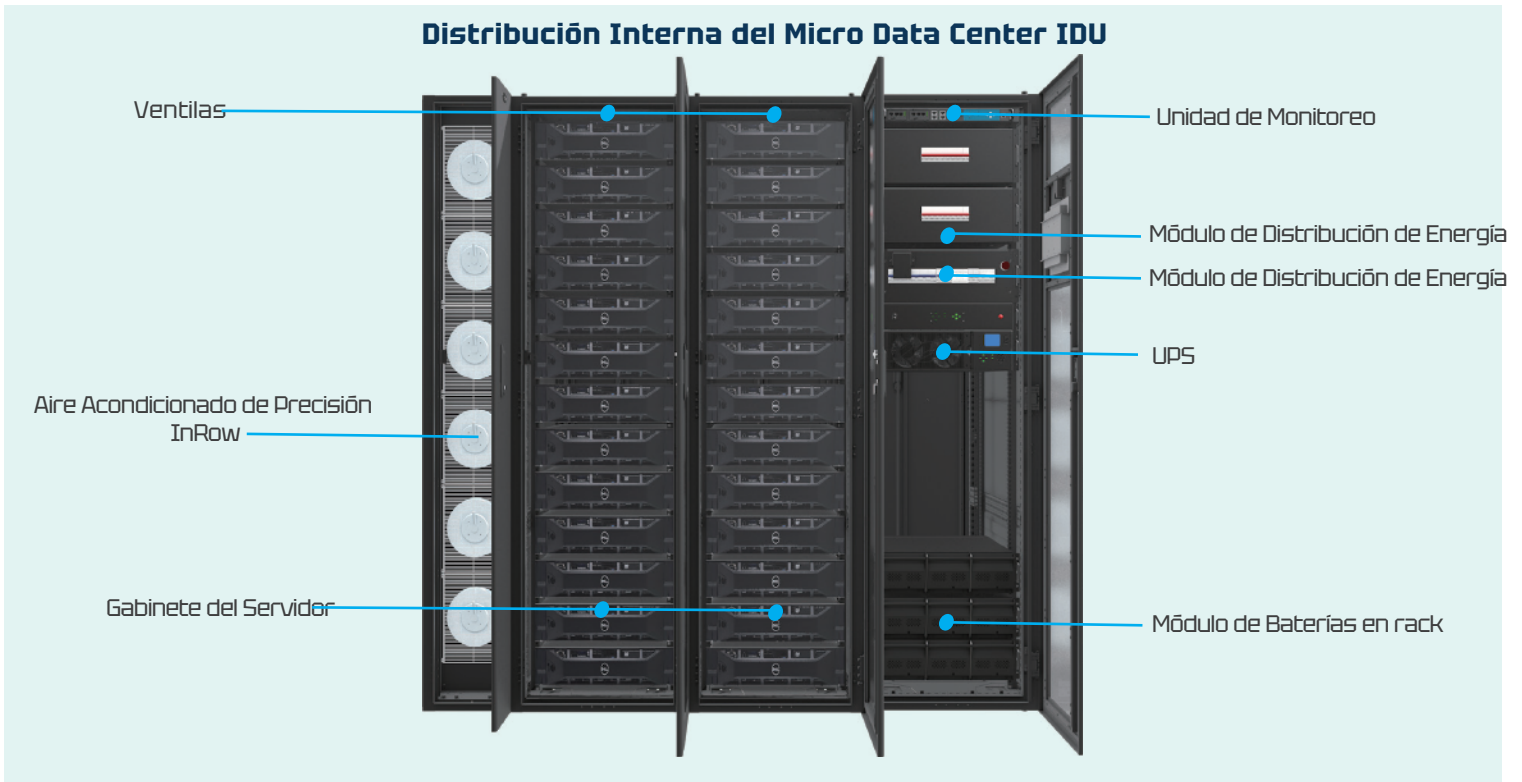 Distribución Interna del Micro Data Center IDU
Ventilas
Unidad de Monitoreo
Módulo de Distribución de Energía
Módulo de Distribución de Energía
UPS
Aire Acondicionado de Precisión
InRow
Gabinete del Servidor
Módulo de Baterías en rack